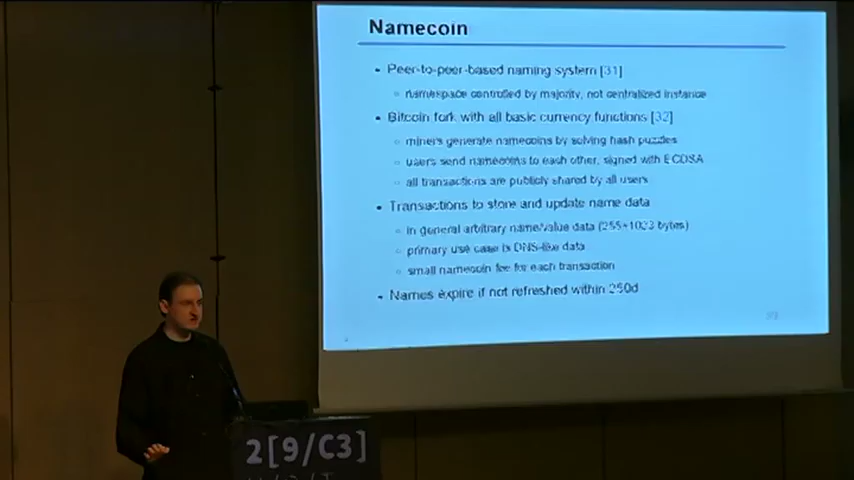 Namecoin
• Peer-to-peer-based naming system [31]
○ namespace controlled by majority, not centralized instance
• Bitcoin fork with all basic currency functions [32]
○ miners generate namecoins by solving hash puzzles
○ users send namecoins to each other, signed with ECDSA
○ all transactions are publicly shared by all users
• Transactions to store and update name data
○ in general arbitrary name/value data (255+1023 bytes)
○ primary use case is DNS-like data
○ small namecoin fee for each transaction
• Names expire if not refreshed within 250d
2[9/C3]